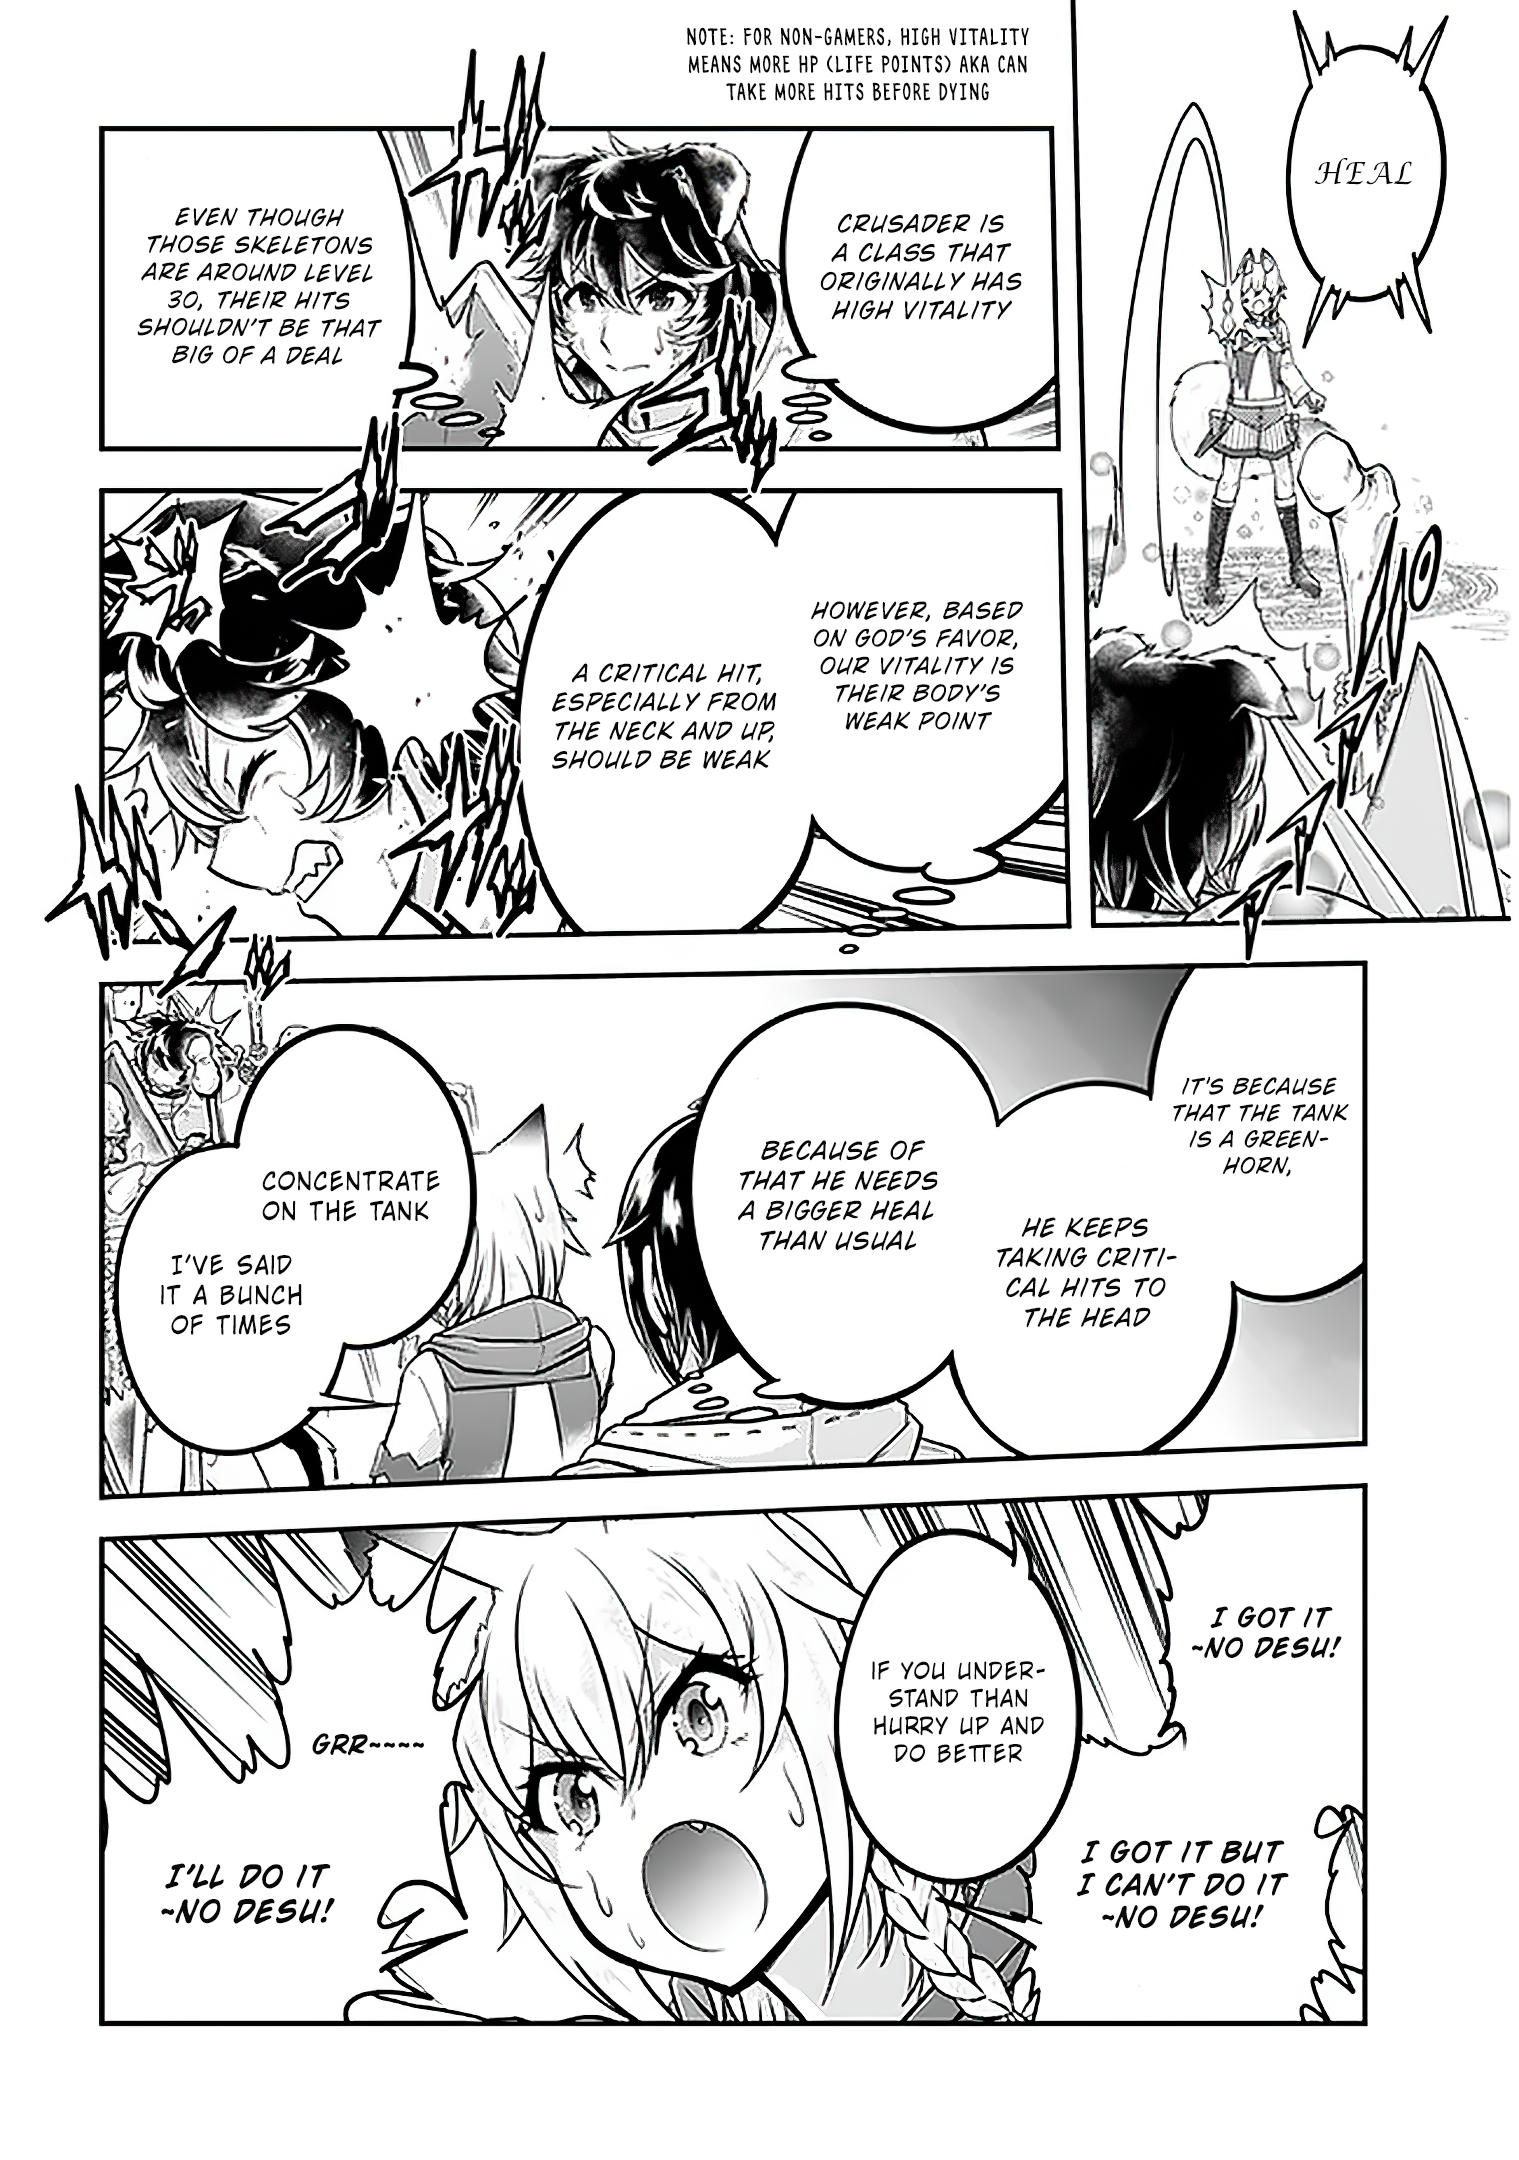 HEAL
NOTE: FOR NON-GAMERS, HIGH VITALITY
MEANS MORE HP (LIFE POINTS) AKA CAN
TAKE MORE HITS BEFORE DYING
CRUSADER IS
A CLASS THAT
ORIGINALLY HAS
HIGH VITALITY
EVEN THOUGH
THOSE SKELETONS
ARE AROUND LEVEL
30, THEIR HITS
SHOULDN'T BE THAT
BIG OF A DEAL
HOWEVER, BASED
ON GOD'S FAVOR,
OUR VITALITY IS
THEIR BODY'S
WEAK POINT
A CRITICAL HIT,
ESPECIALLY FROM
THE NECK AND UP,
SHOULD BE WEAK
IT'S BECAUSE
THAT THE TANK
IS A GREEN-
HORN,
HE KEEPS
TAKING CRITI-
CAL HITS TO
THE HEAD
BECAUSE OF
THAT HE NEEDS
A BIGGER HEAL
THAN USUAL
CONCENTRATE
ON THE TANK
I'VE SAID
IT A BUNCH
OF TIMES
I GOT IT
~NO DESU!
IF YOU UNDER-
STAND THAN
HURRY UP AND
DO BETTER
I GOT IT BUT
I CAN'T DO IT
~NO DESU!
GRR~~~~
I'LL DO IT
~NO DESU!